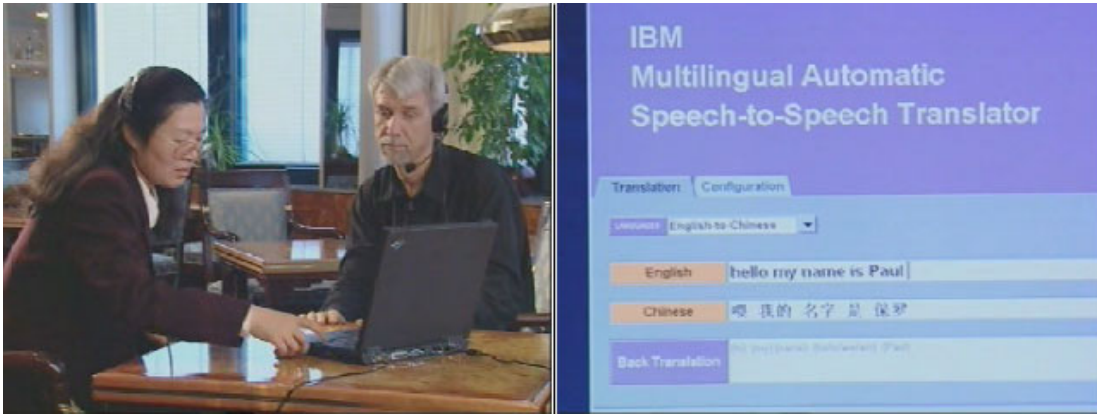 IBM
Multilingual Automatic
Speech-to-Speech Translator
Translation Configuration
English-to-Chinese
English hello my name is Paul
Chinese 喂 我的 名字 是 保罗
Back Translation